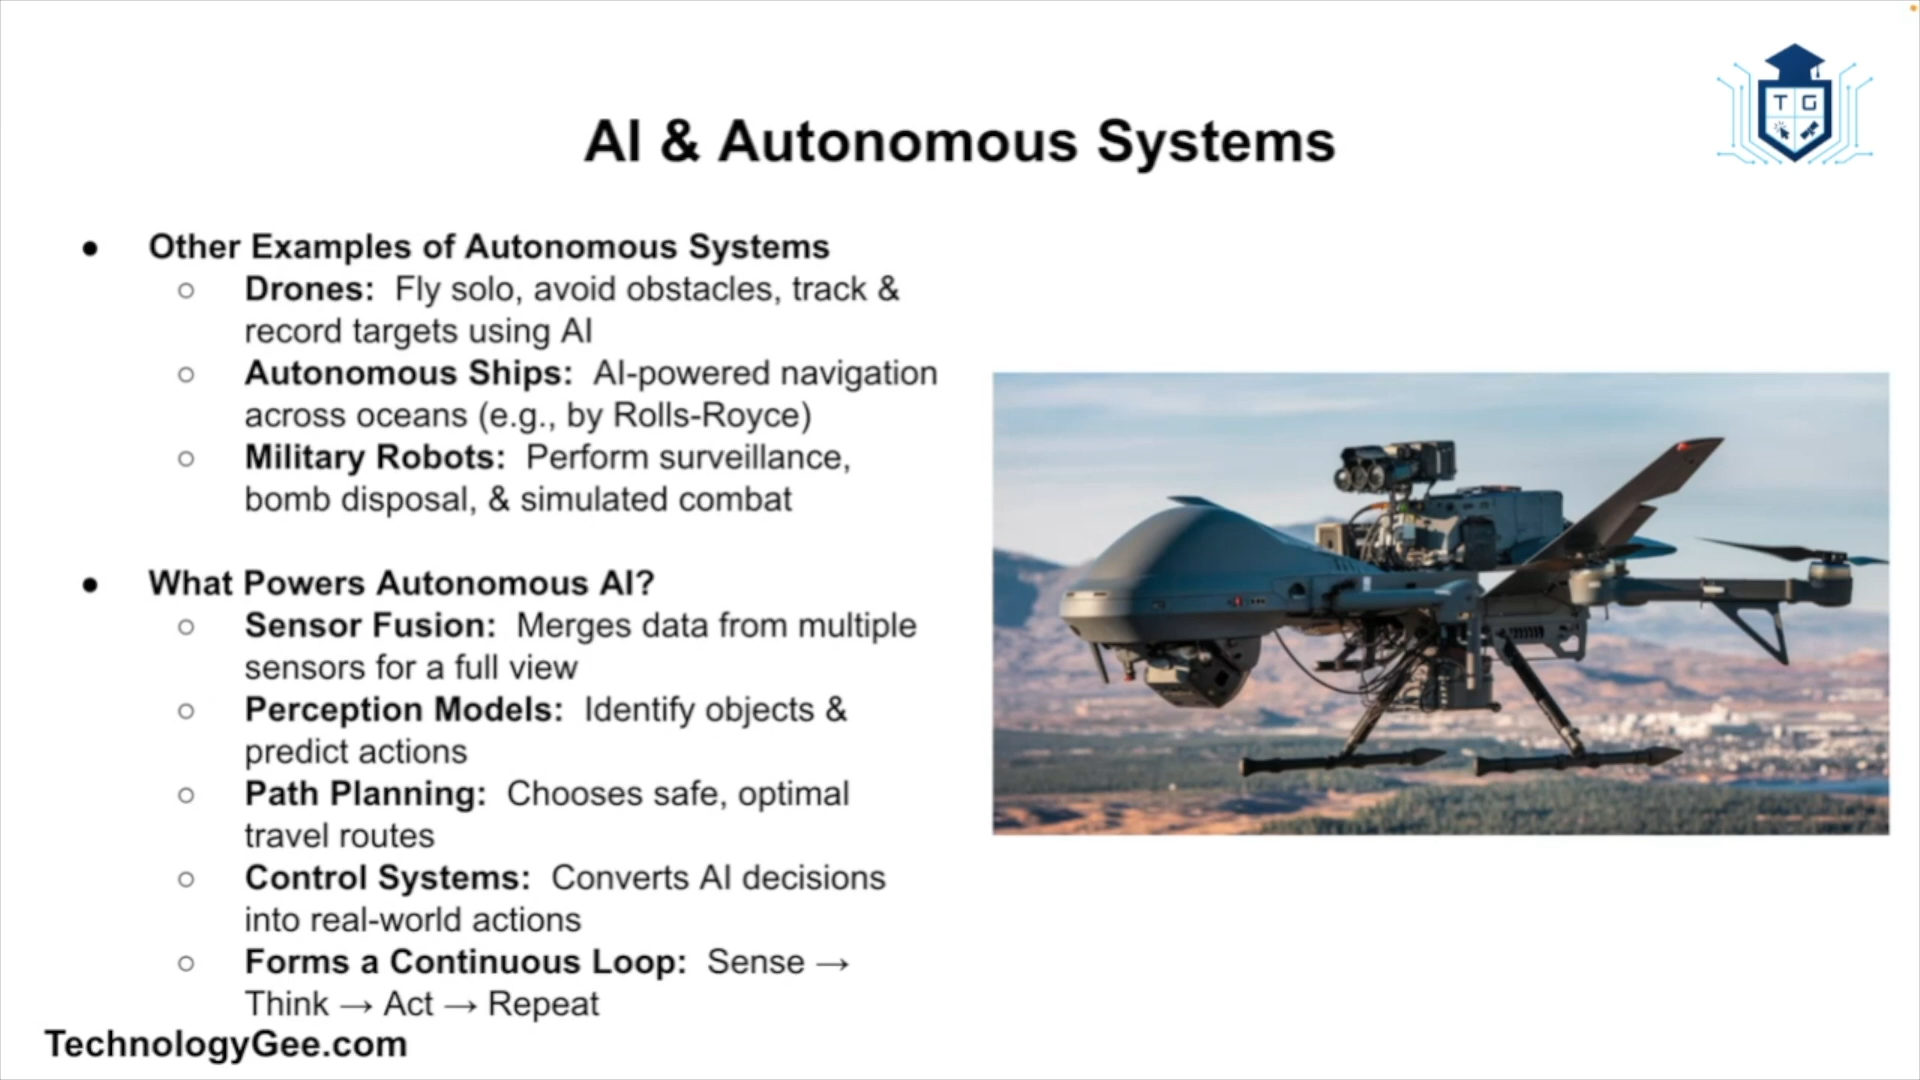 T G
AI & Autonomous Systems
● Other Examples of Autonomous Systems
○ Drones: Fly solo, avoid obstacles, track &
record targets using AI
○ Autonomous Ships: AI-powered navigation
across oceans (e.g., by Rolls-Royce)
○ Military Robots: Perform surveillance,
bomb disposal, & simulated combat
● What Powers Autonomous AI?
○ Sensor Fusion: Merges data from multiple
sensors for a full view
○ Perception Models: Identify objects &
predict actions
○ Path Planning: Chooses safe, optimal
travel routes
○ Control Systems: Converts AI decisions
into real-world actions
○ Forms a Continuous Loop: Sense →
Think → Act → Repeat
TechnologyGee.com